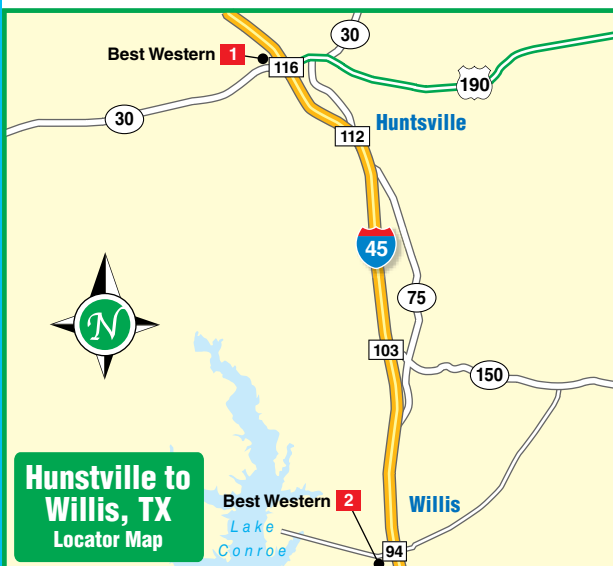 30
Best Western 1
116
190
30
Huntsville
112
45
N
75
103
150
Hunstville to
Willis, TX
Locator Map
Best Western 2
Willis
Lake
Conroe
94